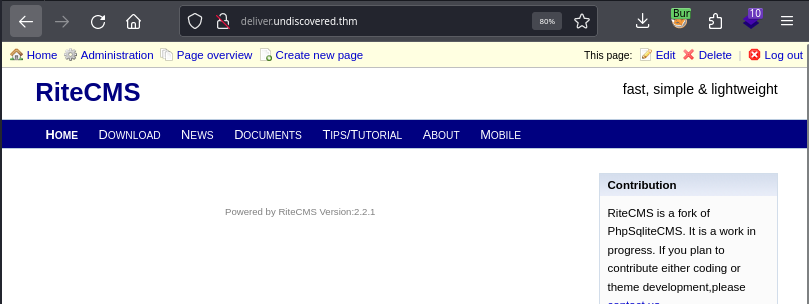 deliver.undiscovered.thm 80% Bur 10
Home Administration Page overview Create new page This page: Edit Delete | Log out
RiteCMS fast, simple & lightweight
HOME DOWNLOAD NEWS DOCUMENTS TIPS/TUTORIAL ABOUT MOBILE
Powered by RiteCMS Version:2.2.1
Contribution
RiteCMS is a fork of
PhpSqliteCMS. It is a work in
progress. If you plan to
contribute either coding or
theme development,please